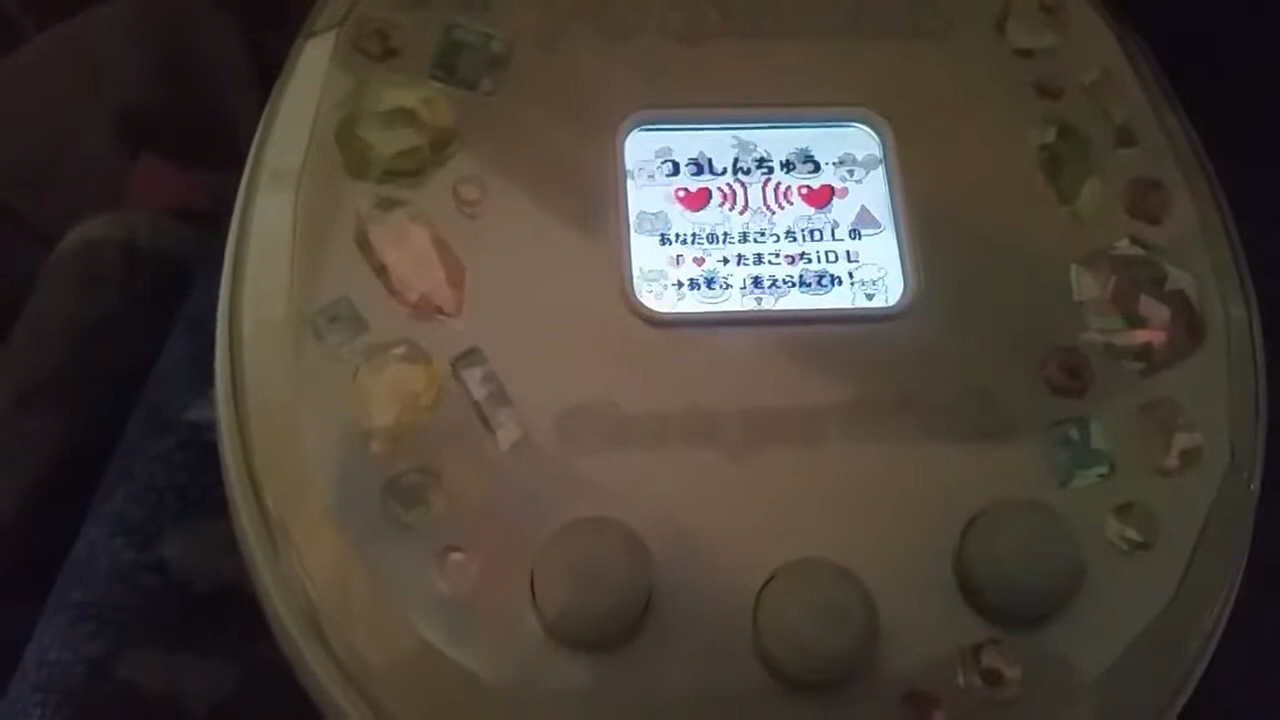 つうしんちゅう…
あなたのたまごっちiDLの
「♥→たまごっちiDL
→あそぶ」をえらんでね!